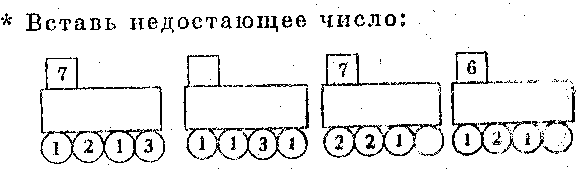 * Вставь недостающее число:
7 7 6
1 2 1 3 1 1 3 1 2 2 1 1 2 1